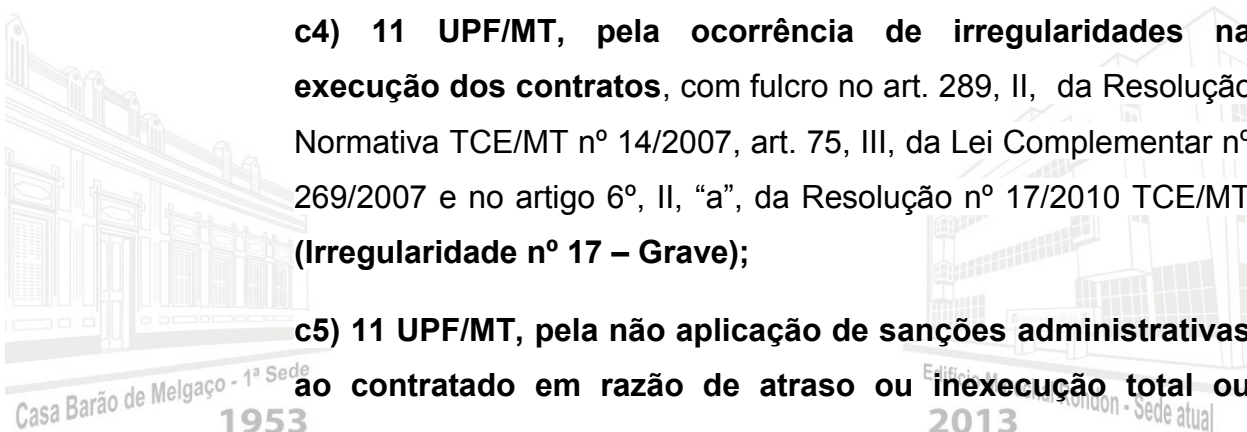 c4) 11 UPF/MT, pela ocorrência de irregularidades na
execução dos contratos, com fulcro no art. 289, II, da Resolução
Normativa TCE/MT nº 14/2007, art. 75, III, da Lei Complementar nº
269/2007 e no artigo 6º, II, “a”, da Resolução nº 17/2010 TCE/MT
(Irregularidade nº 17 – Grave);
c5) 11 UPF/MT, pela não aplicação de sanções administrativas
ao contratado em razão de atraso ou inexecução total ou
Casa Barão de Melgaço - 1ª Sede
1953
Rondon - Sede atual
2013